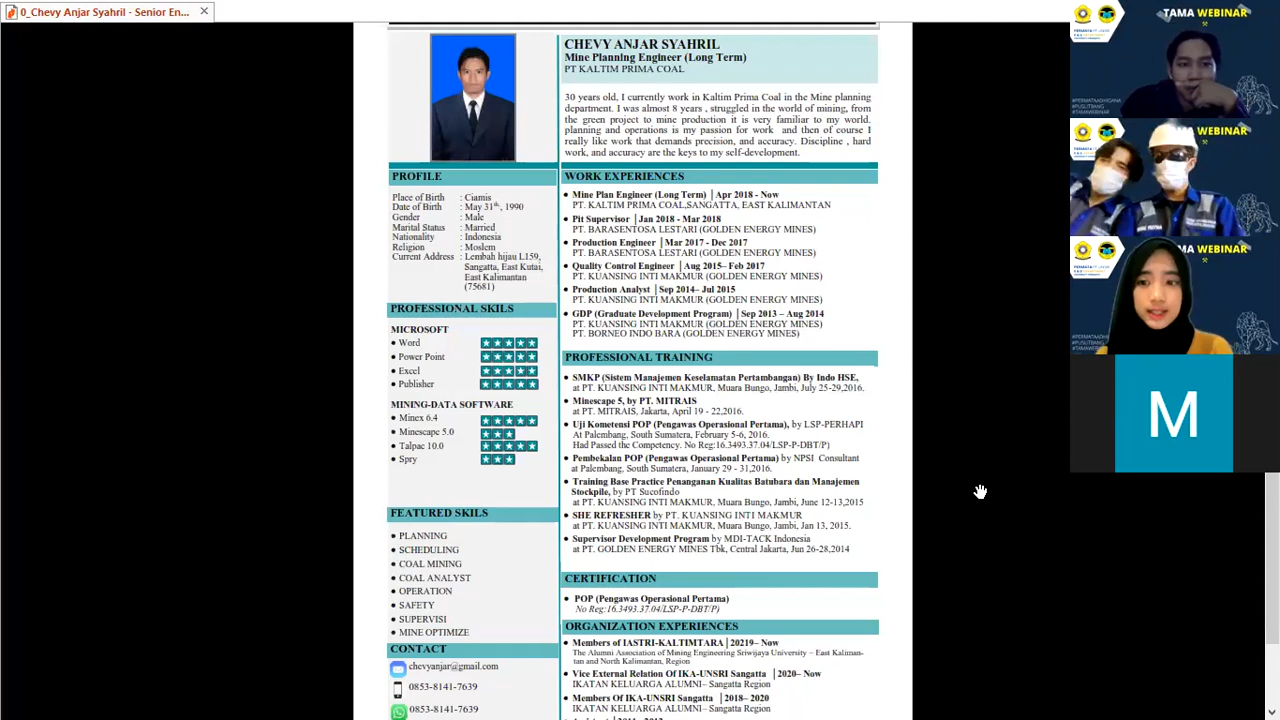 0_Chevy Anjar Syahril - Senior En...
CHEVY ANJAR SYAHRIL
Mine Planning Engineer (Long Term)
PT KALTIM PRIMA COAL
30 years old, I currently work in Kaltim Prima Coal in the Mine planning
department. I was almost 8 years , struggled in the world of mining, from
the green project to mine production it is very familiar to my world.
planning and operations is my passion for work and then of course I
really like work that demands precision, and accuracy. Discipline , hard
work, and accuracy are the keys to my self-development.
PROFILE
Place of Birth : Ciamis
Date of Birth : May 31th, 1990
Gender : Male
Marital Status : Married
Nationality : Indonesia
Religion : Moslem
Current Address : Lembah hijau L159,
Sangatta, East Kutai,
East Kalimantan
(75681)
PROFESSIONAL SKILS
MICROSOFT
Word
Power Point
Excel
Publisher
MINING-DATA SOFTWARE
Minex 6.4
Minescape 5.0
Talpac 10.0
Spry
FEATURED SKILS
PLANNING
SCHEDULING
COAL MINING
COAL ANALYST
OPERATION
SAFETY
SUPERVISI
MINE OPTIMIZE
CONTACT
chevyanjar@gmail.com
0853-8141-7639
0853-8141-7639
WORK EXPERIENCES
Mine Plan Engineer (Long Term) | Apr 2018 - Now
PT. KALTIM PRIMA COAL,SANGATTA, EAST KALIMANTAN
Pit Supervisor | Jan 2018 - Mar 2018
PT. BARASENTOSA LESTARI (GOLDEN ENERGY MINES)
Production Engineer | Mar 2017 - Dec 2017
PT. BARASENTOSA LESTARI (GOLDEN ENERGY MINES)
Quality Control Engineer | Aug 2015– Feb 2017
PT. KUANSING INTI MAKMUR (GOLDEN ENERGY MINES)
Production Analyst | Sep 2014– Jul 2015
PT. KUANSING INTI MAKMUR (GOLDEN ENERGY MINES)
GDP (Graduate Development Program) | Sep 2013 – Aug 2014
PT. KUANSING INTI MAKMUR (GOLDEN ENERGY MINES)
PT. BORNEO INDO BARA (GOLDEN ENERGY MINES)
PROFESSIONAL TRAINING
SMKP (Sistem Manajemen Keselamatan Pertambangan) By Indo HSE,
at PT. KUANSING INTI MAKMUR, Muara Bungo, Jambi, July 25-29,2016.
Minescape 5, by PT. MITRAIS
at PT. MITRAIS, Jakarta, April 19 - 22,2016.
Uji Kometensi POP (Pengawas Operasional Pertama), by LSP-PERHAPI
At Palembang, South Sumatera, February 5-6, 2016.
Had Passed the Competency. No Reg:16.3493.37.04/LSP-P-DBT/P)
Pembekalan POP (Pengawas Operasional Pertama) by NPSI Consultant
at Palembang, South Sumatera, January 29 - 31,2016.
Training Base Practice Penanganan Kualitas Batubara dan Manajemen
Stockpile, by PT Sucofindo
at PT. KUANSING INTI MAKMUR, Muara Bungo, Jambi, June 12-13,2015
SHE REFRESHER by PT. KUANSING INTI MAKMUR
at PT. KUANSING INTI MAKMUR, Muara Bungo, Jambi, Jan 13, 2015.
Supervisor Development Program by MDI-TACK Indonesia
at PT. GOLDEN ENERGY MINES Tbk, Central Jakarta, Jun 26-28,2014
CERTIFICATION
POP (Pengawas Operasional Pertama)
No Reg:16.3493.37.04/LSP-P-DBT/P)
ORGANIZATION EXPERIENCES
Members of IASTRI-KALTIMTARA | 20219– Now
The Alumni Association of Mining Engineering Sriwijaya University – East Kaliman-
tan and North Kalimantan, Region
Vice External Relation Of IKA-UNSRI Sangatta | 2020– Now
IKATAN KELUARGA ALUMNI– Sangatta Region
Members Of IKA-UNSRI Sangatta | 2018– 2020
IKATAN KELUARGA ALUMNI– Sangatta Region
TAMA WEBINAR
WEBINAR
TAMA WEBINAR
M